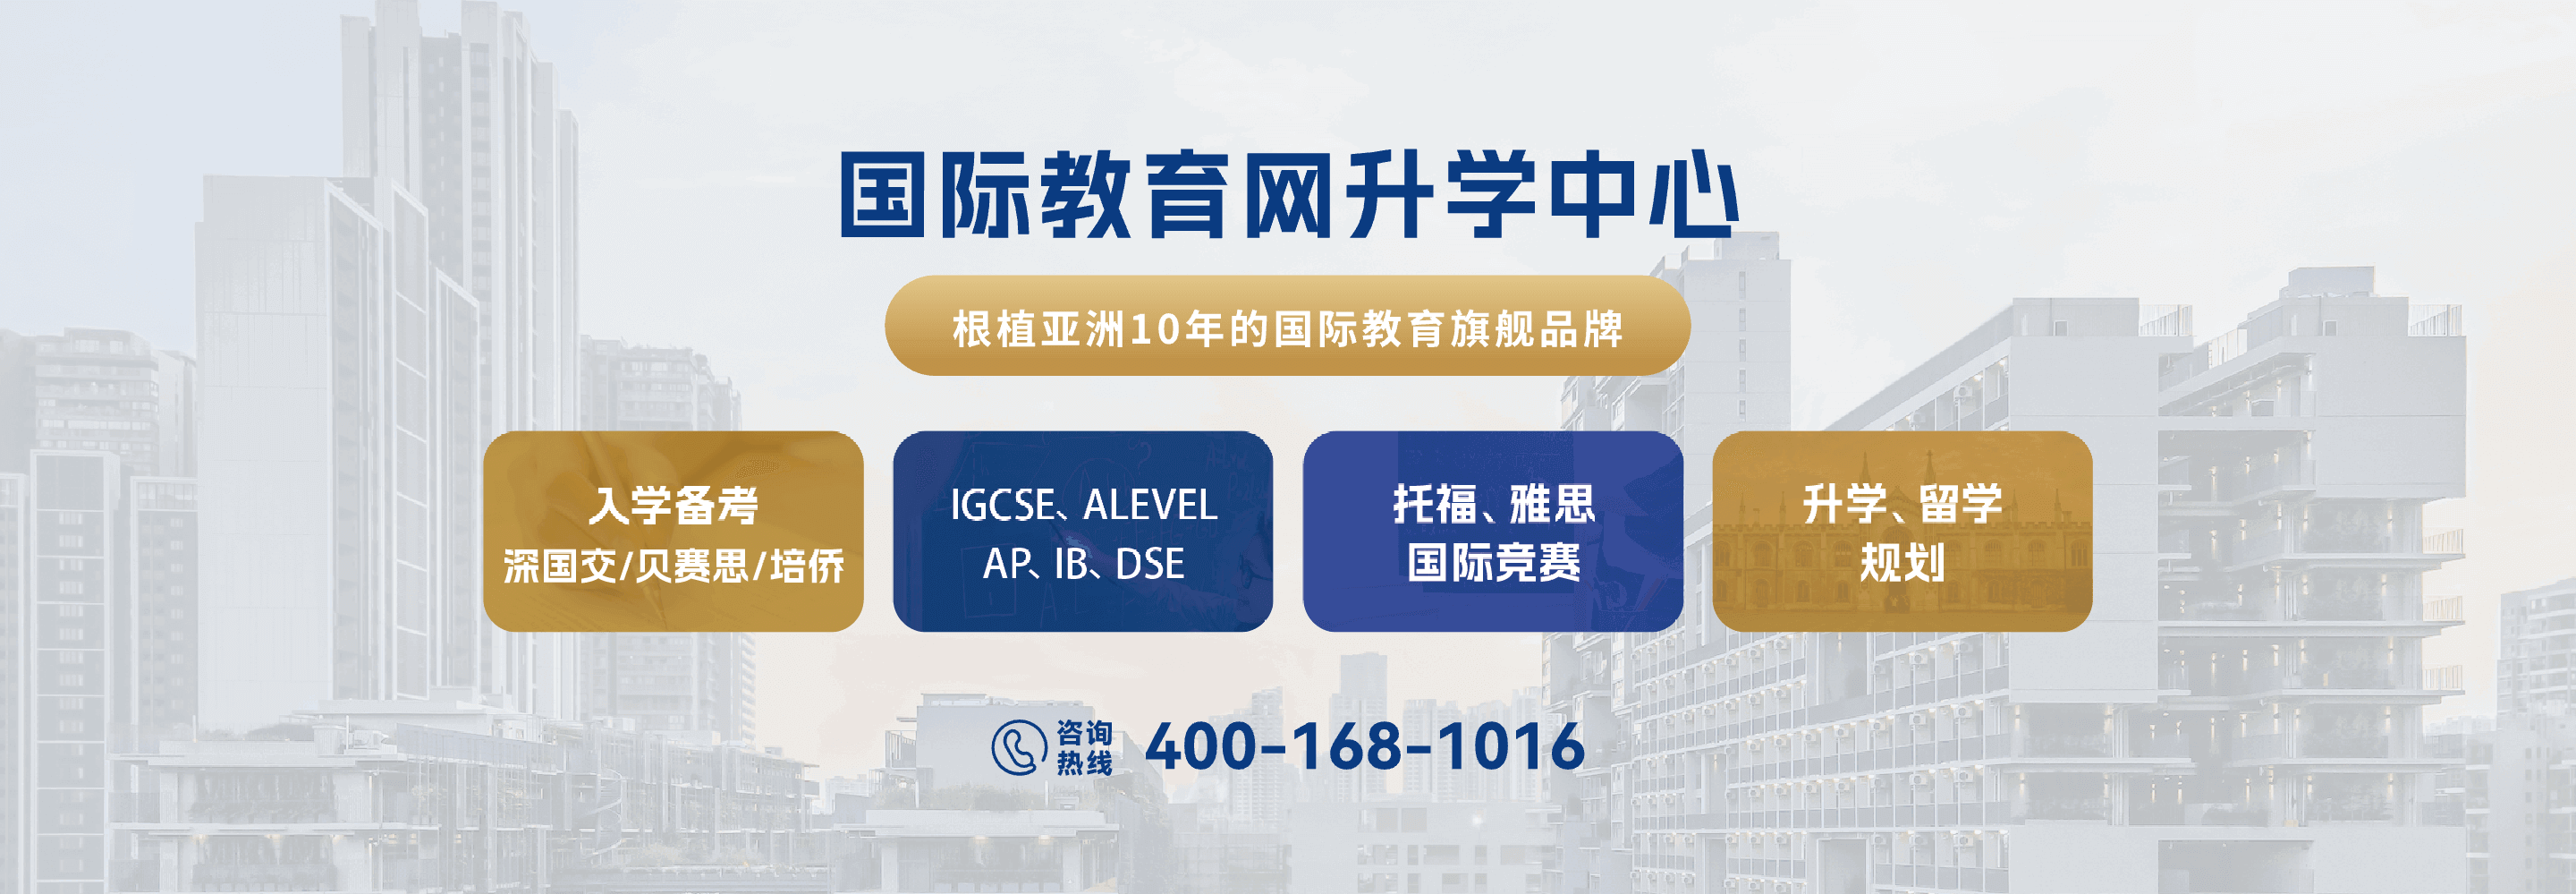 国际教育网升学中心
根植亚洲10年的国际教育旗舰品牌
入学备考
深国交/贝赛思/培侨
IGCSE、ALEVEL
AP、IB、DSE
托福、雅思
国际竞赛
升学、留学
规划
咨询
热线
400-168-1016